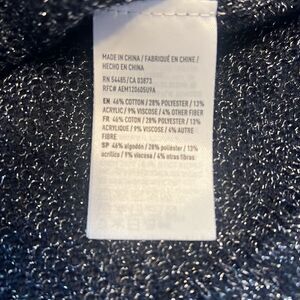 MADE IN CHINA / FABRIQUÉ EN CHINE /
HECHO EN CHINA
RN 54485/CA 03873
RFC# AEM120605U9A
EN 46% COTTON / 28% POLYESTER / 13%
ACRYLIC / 9% VISCOSE / 4% OTHER FIBER
FR 46% COTON / 28% POLYESTER / 13%
ACRYLIQUE / 9% VISCOSE / 4% AUTRE
FIBRE
SP 46% algodón / 28% poliéster / 13%
acrílico / 9% viscose / 4% otras fibras